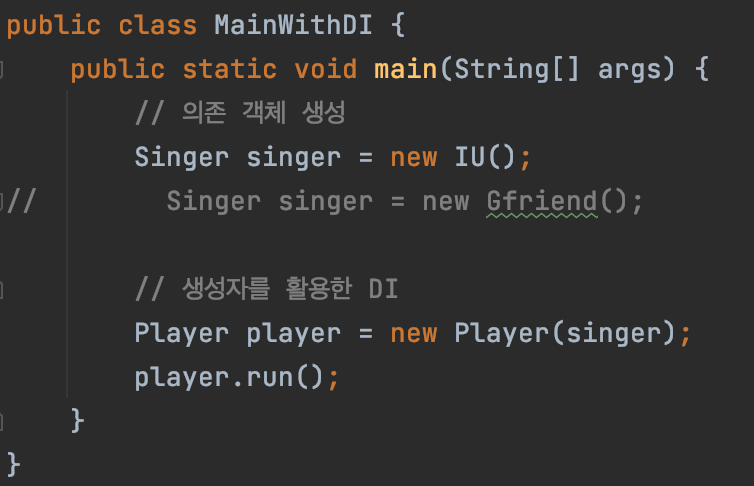 public class MainWithDI {
    public static void main(String[] args) {
        // 의존 객체 생성
        Singer singer = new IU();
//        Singer singer = new Gfriend();
        // 생성자를 활용한 DI
        Player player = new Player(singer);
        player.run();
    }
}